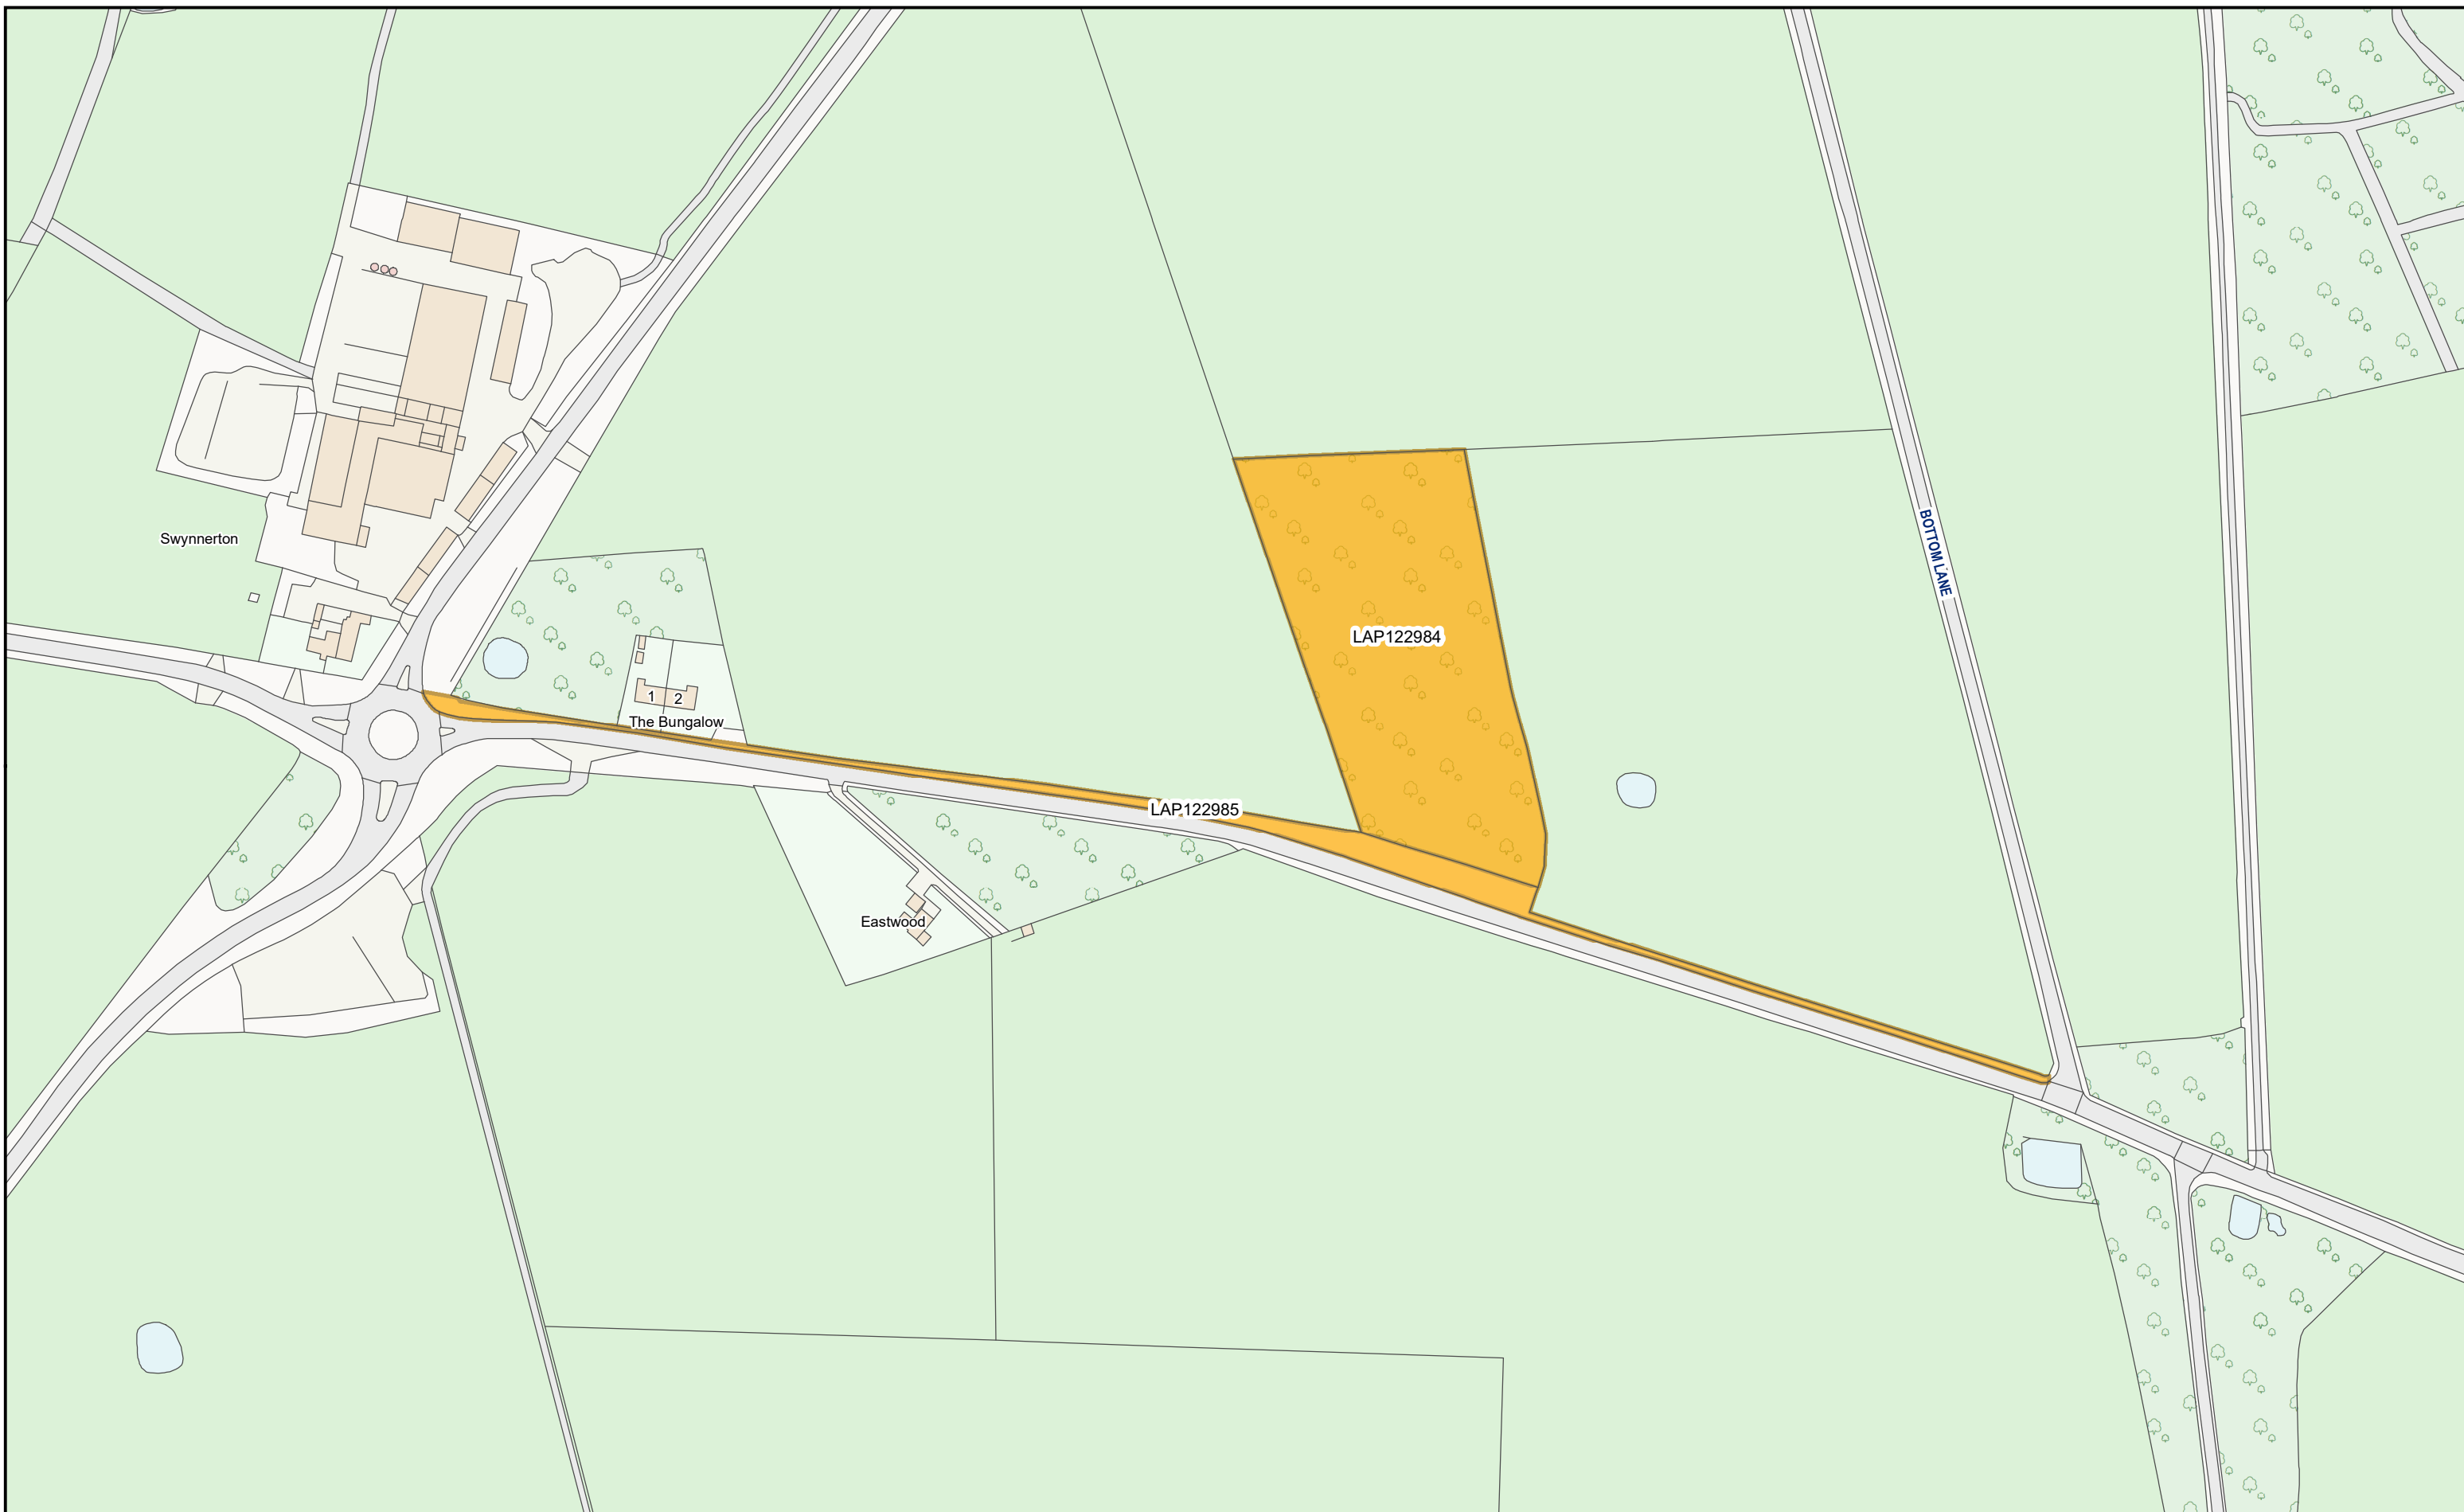 BOTTOM LANE
Swynnerton
LAP122984
1
2
The Bungalow
LAP122985
Eastwood